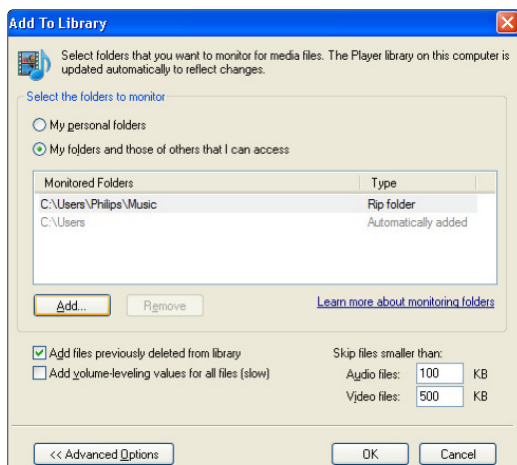 Add To Library
Select folders that you want to monitor for media files. The Player library on this computer is
updated automatically to reflect changes.
Select the folders to monitor
My personal folders
My folders and those of others that I can access
Monitored Folders Type
C:\Users\Philips\Music Rip folder
C:\Users Automatically added
Add... Remove Learn more about monitoring folders
Add files previously deleted from library Skip files smaller than:
Add volume-leveling values for all files (slow) Audio files: 100 KB
Video files: 500 KB
<< Advanced Options OK Cancel